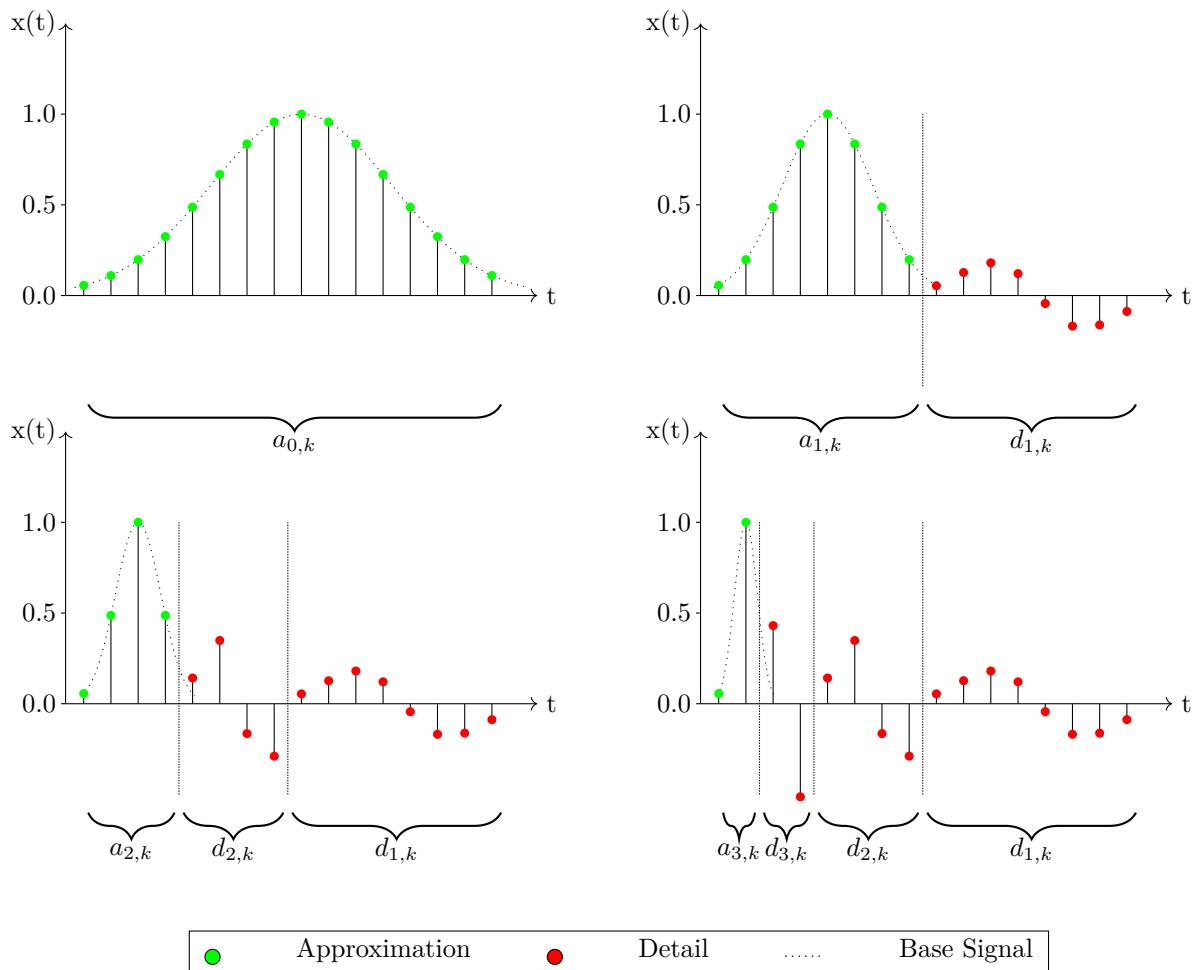 x(t)
1.0
0.5
0.0
t
a0,k
x(t)
1.0
0.5
0.0
t
a1,k d1,k
x(t)
1.0
0.5
0.0
t
a2,k d2,k d1,k
x(t)
1.0
0.5
0.0
t
a3,k d3,k d2,k d1,k
Approximation Detail ...... Base Signal